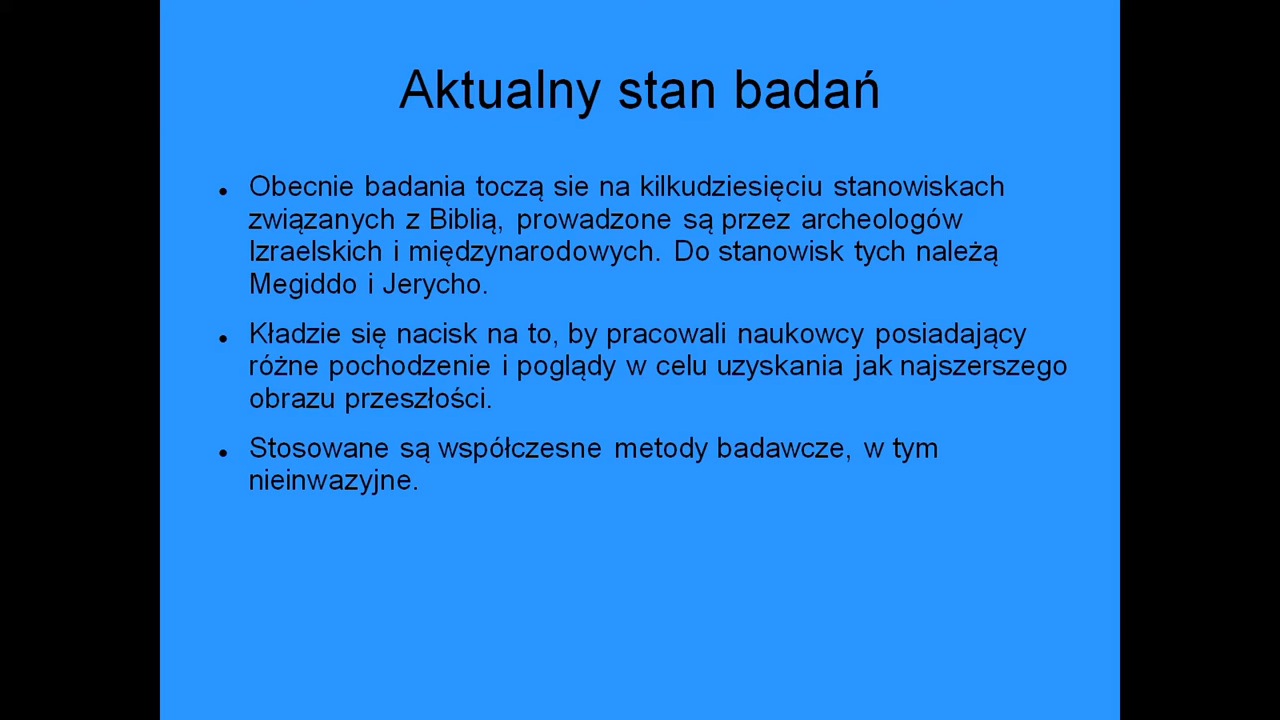 Aktualny stan badań
Obecnie badania toczą sie na kilkudziesięciu stanowiskach
związanych z Biblią, prowadzone są przez archeologów
Izraelskich i międzynarodowych. Do stanowisk tych należą
Megiddo i Jerycho.
Kładzie się nacisk na to, by pracowali naukowcy posiadający
różne pochodzenie i poglądy w celu uzyskania jak najszerszego
obrazu przeszłości.
Stosowane są współczesne metody badawcze, w tym
nieinwazyjne.